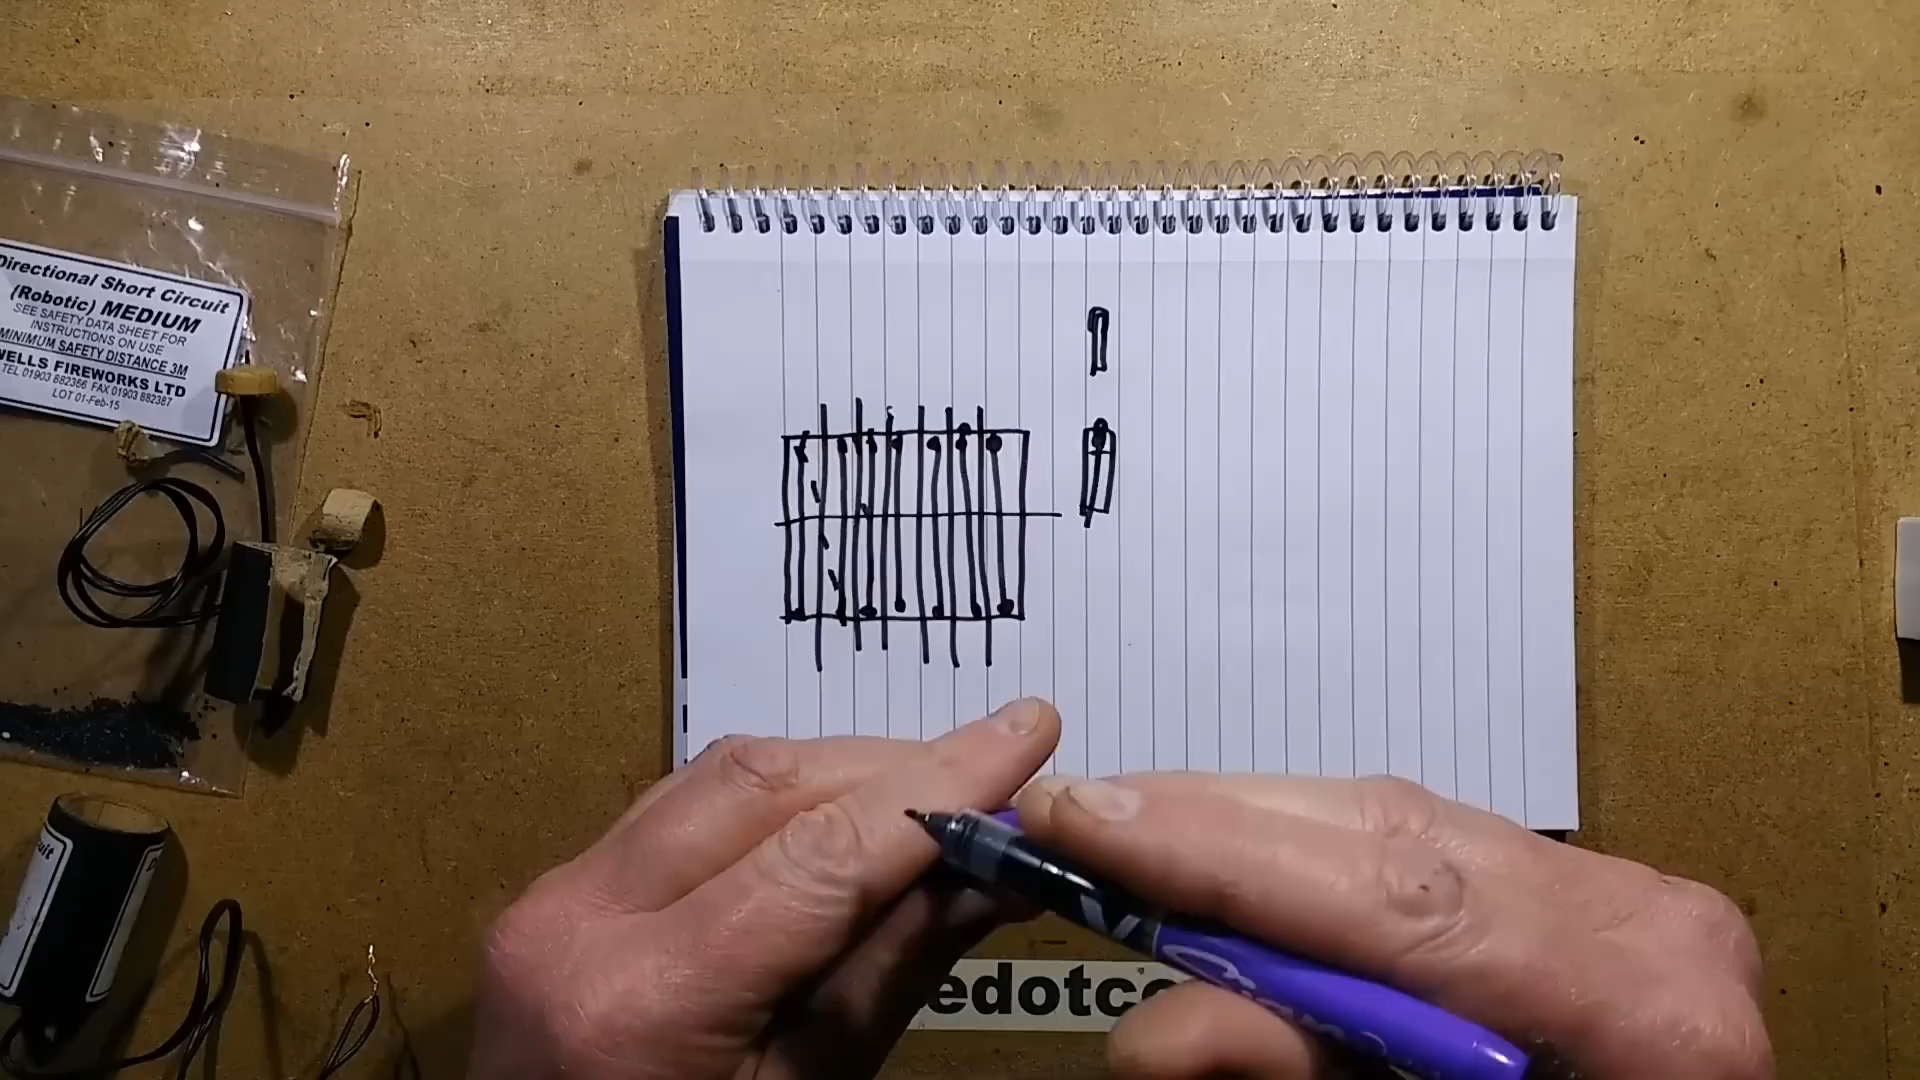 Directional Short Circuit
(Robotic) MEDIUM
SEE SAFETY DATA SHEET FOR
INSTRUCTIONS ON USE
MINIMUM SAFETY DISTANCE 3M
WELLS FIREWORKS LTD
TEL 01903 882366 FAX 01903 882387
LOT 01-Feb-15
uit
edotco